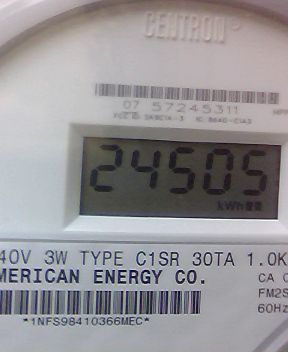 CENTRON®
07 57245311
24505
kWh
40V 3W TYPE C1SR 30TA 1.0K
MERICAN ENERGY CO.
CA 0
FM2S
60Hz
*1NFS98410366MEC*